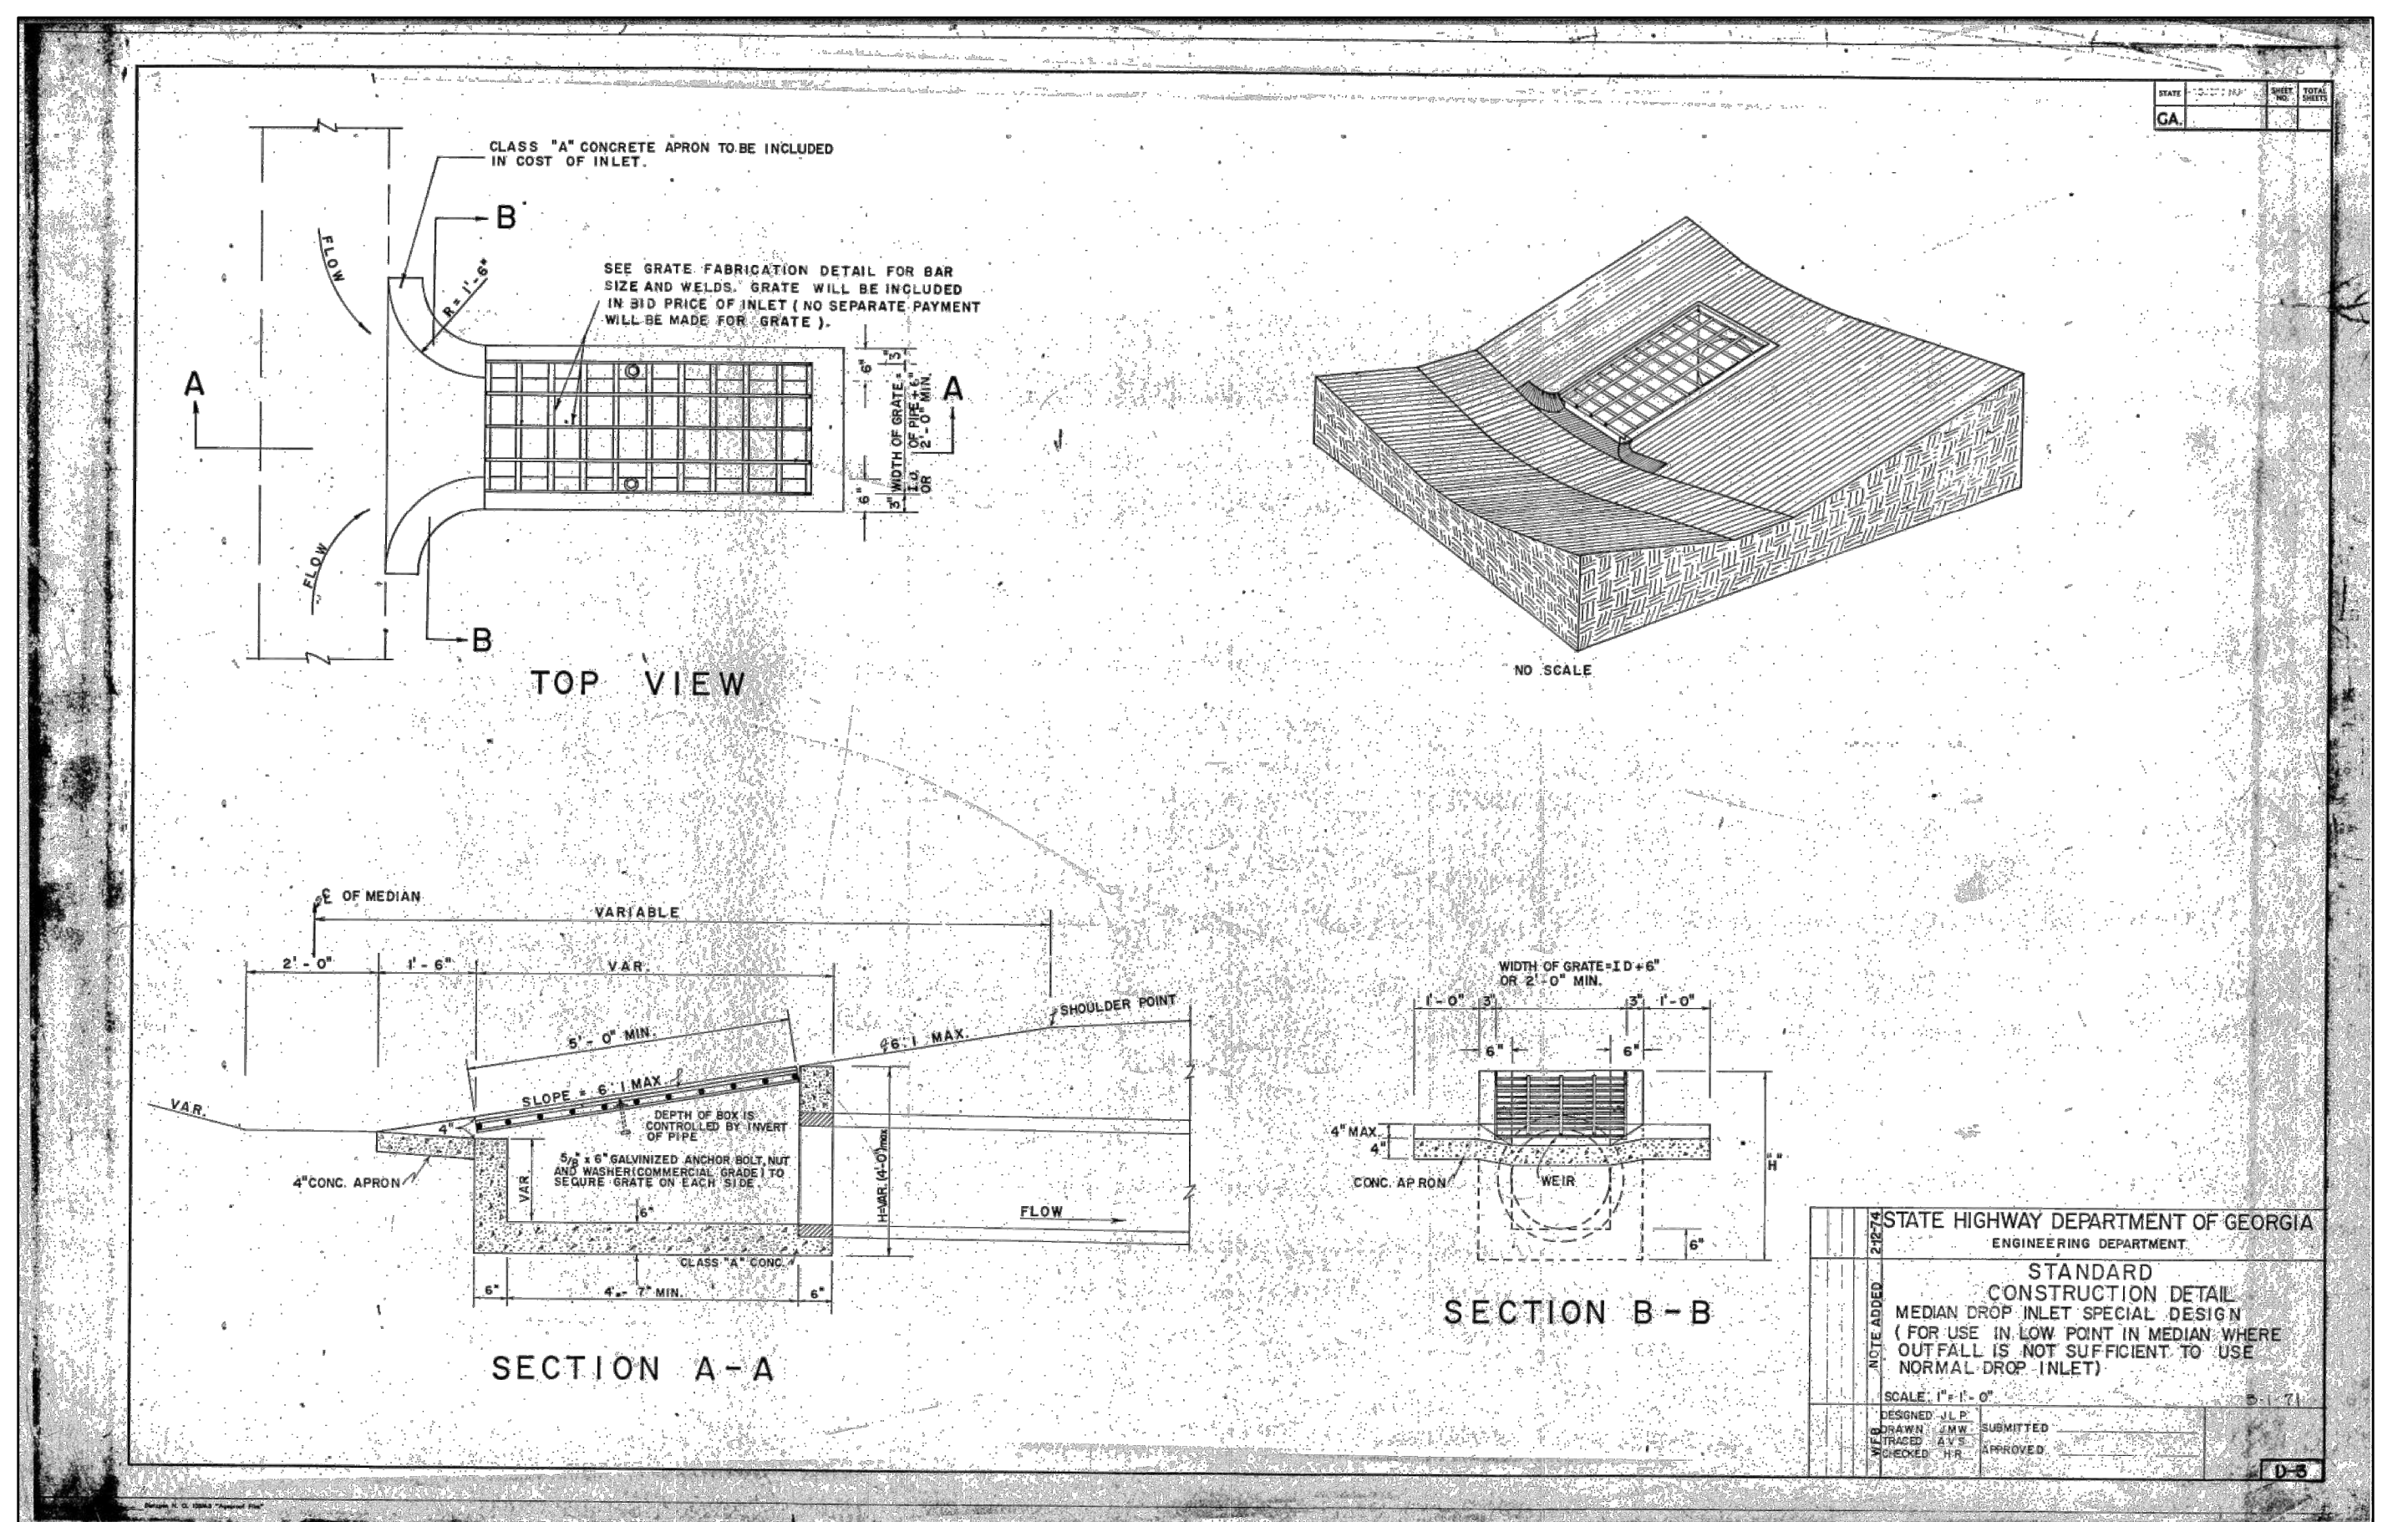 STATE
SHEET NO.
TOTAL SHEETS
GA.
CLASS "A" CONCRETE APRON TO BE INCLUDED
IN COST OF INLET.
B
FLOW
R = 1'-6"
SEE GRATE FABRICATION DETAIL FOR BAR
SIZE AND WELDS. GRATE WILL BE INCLUDED
IN BID PRICE OF INLET ( NO SEPARATE PAYMENT
WILL BE MADE FOR GRATE ).
A
6"
3"
WIDTH OF GRATE =
I.D. OF PIPE + 6"
OR 2'-0" MIN.
A
6"
3"
FLOW
B
TOP VIEW
NO SCALE
℄ OF MEDIAN
VARIABLE
2'-0"
1'-6"
VAR.
SHOULDER POINT
5'-0" MIN.
6:1 MAX.
SLOPE = 6:1 MAX
VAR.
4"
DEPTH OF BOX IS
CONTROLLED BY INVERT
OF PIPE
5/8" x 6" GALVINIZED ANCHOR BOLT, NUT
AND WASHER (COMMERCIAL GRADE) TO
SECURE GRATE ON EACH SIDE.
4" CONC. APRON
VAR.
H=VAR. (4-0")max
6"
FLOW
CLASS "A" CONC.
6"
4'-7" MIN.
6"
SECTION A-A
WIDTH OF GRATE=I D+6"
OR 2'-0" MIN.
1'-0"
3"
3"
1'-0"
6"
6"
4" MAX.
4"
"H"
CONC. APRON
WEIR
6"
SECTION B-B
2-12-74
NOTE ADDED
WFB
STATE HIGHWAY DEPARTMENT OF GEORGIA
ENGINEERING DEPARTMENT
STANDARD
CONSTRUCTION DETAIL
MEDIAN DROP INLET SPECIAL DESIGN
( FOR USE IN LOW POINT IN MEDIAN WHERE
OUTFALL IS NOT SUFFICIENT TO USE
NORMAL DROP INLET)
SCALE: 1"= 1'-0"
DESIGNED J L P
DRAWN JMW
TRACED A V S
CHECKED H R
SUBMITTED
APPROVED